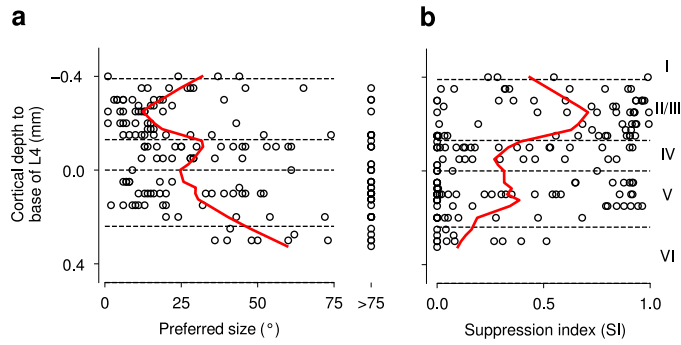 a
b
Cortical depth to
base of L4 (mm)
−0.4
0.0
0.4
0
25
50
75
>75
Preferred size (°)
0.0
0.5
1.0
Suppression index (SI)
I
II/III
IV
V
VI